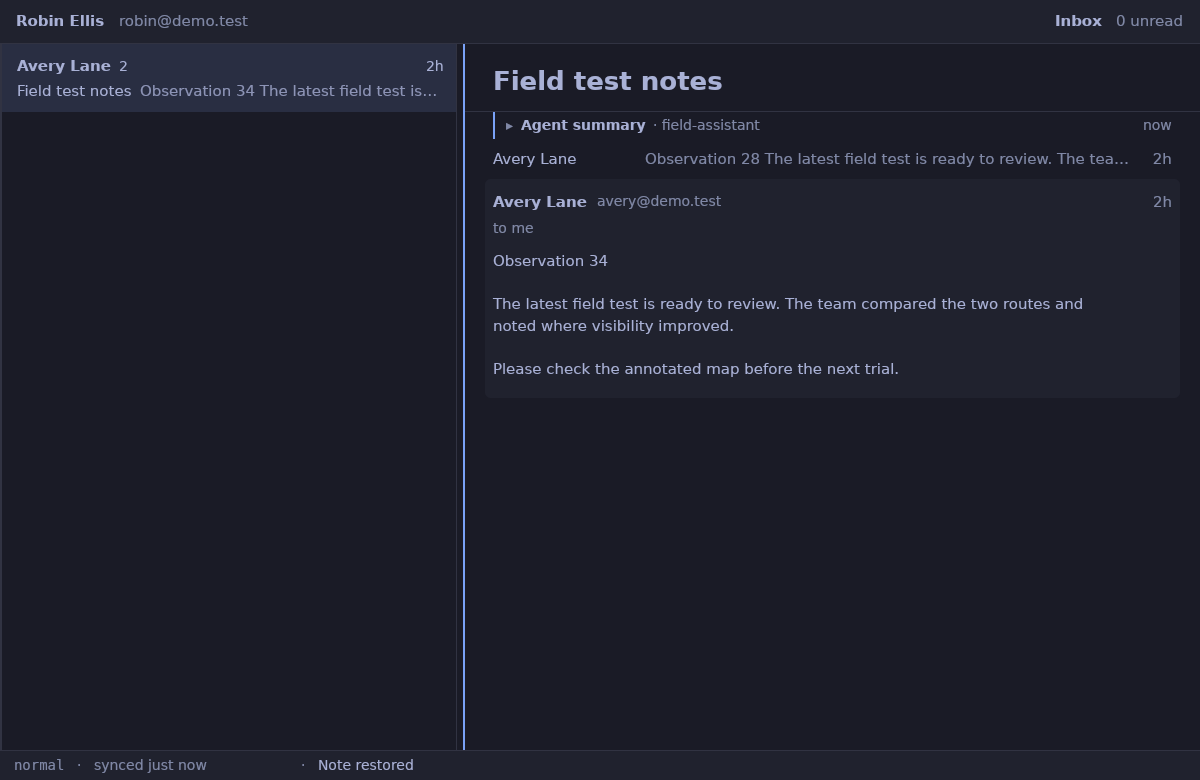 Robin Ellis robin@demo.test
Inbox 0 unread
Avery Lane 2 2h
Field test notes Observation 34 The latest field test is…
Field test notes
▸ Agent summary · field-assistant now
Avery Lane Observation 28 The latest field test is ready to review. The tea… 2h
Avery Lane avery@demo.test 2h
to me
Observation 34
The latest field test is ready to review. The team compared the two routes and
noted where visibility improved.
Please check the annotated map before the next trial.
normal · synced just now · Note restored